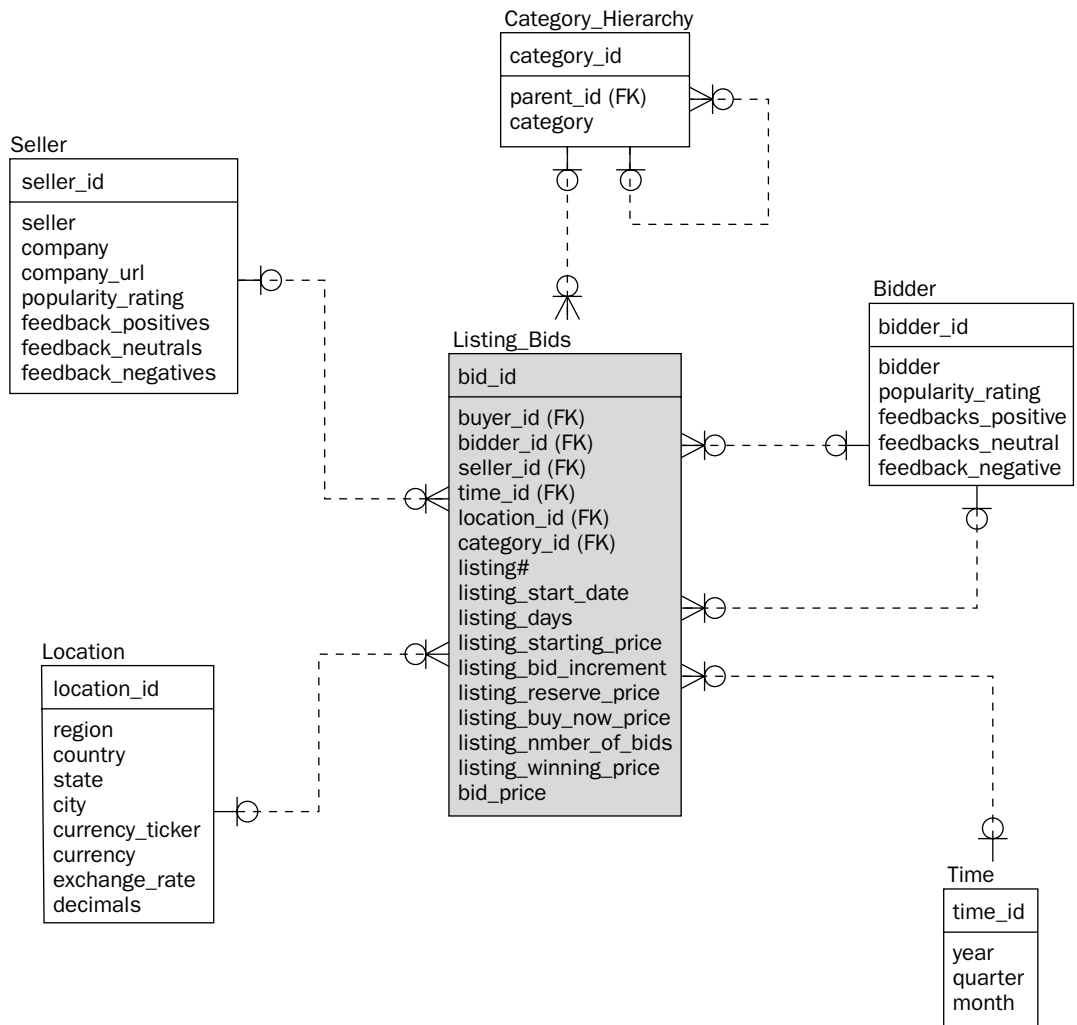 Category_Hierarchy
category_id
parent_id (FK)
category
Seller
seller_id
seller
company
company_url
popularity_rating
feedback_positives
feedback_neutrals
feedback_negatives
Bidder
bidder_id
bidder
popularity_rating
feedbacks_positive
feedbacks_neutral
feedback_negative
Listing_Bids
bid_id
buyer_id (FK)
bidder_id (FK)
seller_id (FK)
time_id (FK)
location_id (FK)
category_id (FK)
listing#
listing_start_date
listing_days
listing_starting_price
listing_bid_increment
listing_reserve_price
listing_buy_now_price
listing_nmber_of_bids
listing_winning_price
bid_price
Location
location_id
region
country
state
city
currency_ticker
currency
exchange_rate
decimals
Time
time_id
year
quarter
month